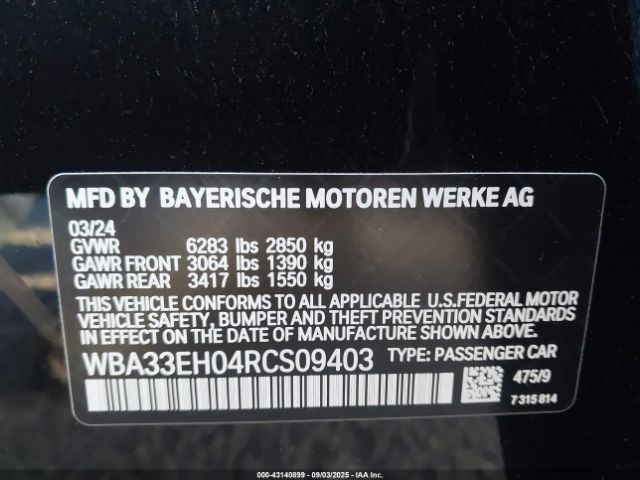 MFD BY BAYERISCHE MOTOREN WERKE AG
03/24
GVWR 6283 lbs 2850 kg
GAWR FRONT 3064 lbs 1390 kg
GAWR REAR 3417 lbs 1550 kg
THIS VEHICLE CONFORMS TO ALL APPLICABLE U.S.FEDERAL MOTOR
VEHICLE SAFETY, BUMPER AND THEFT PREVENTION STANDARDS
IN EFFECT ON THE DATE OF MANUFACTURE SHOWN ABOVE.
WBA33EH04RCS09403 TYPE: PASSENGER CAR
475/9
7 315 814
000-43140899 - 09/03/2025 - IAA Inc.